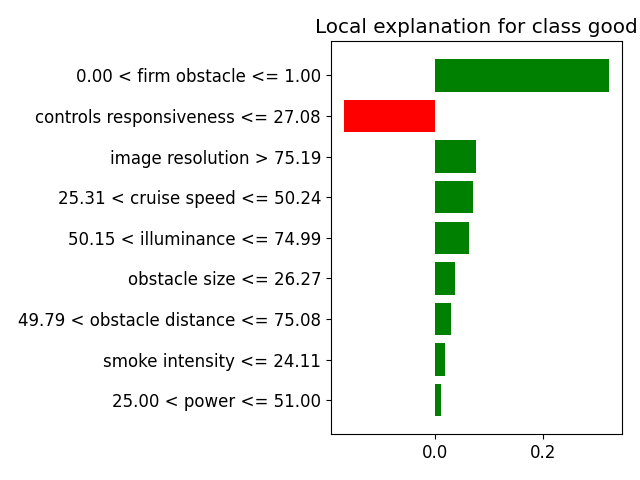 Local explanation for class good
0.00 < firm obstacle <= 1.00
controls responsiveness <= 27.08
image resolution > 75.19
25.31 < cruise speed <= 50.24
50.15 < illuminance <= 74.99
obstacle size <= 26.27
49.79 < obstacle distance <= 75.08
smoke intensity <= 24.11
25.00 < power <= 51.00
0.0 0.2